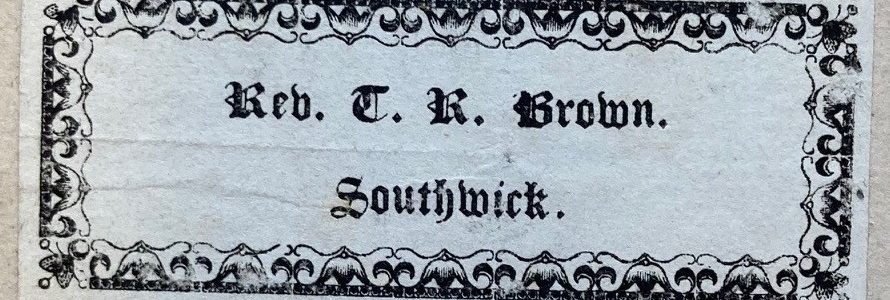 Rev. T. R. Brown.
Southwick.